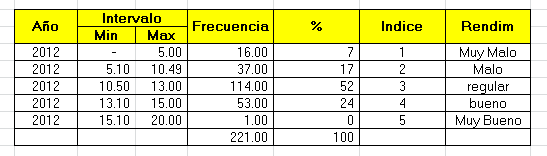 Año Intervalo Frecuencia % Indice Rendim
Min Max
2012 - 5.00 16.00 7 1 Muy Malo
2012 5.10 10.49 37.00 17 2 Malo
2012 10.50 13.00 114.00 52 3 regular
2012 13.10 15.00 53.00 24 4 bueno
2012 15.10 20.00 1.00 0 5 Muy Bueno
221.00 100